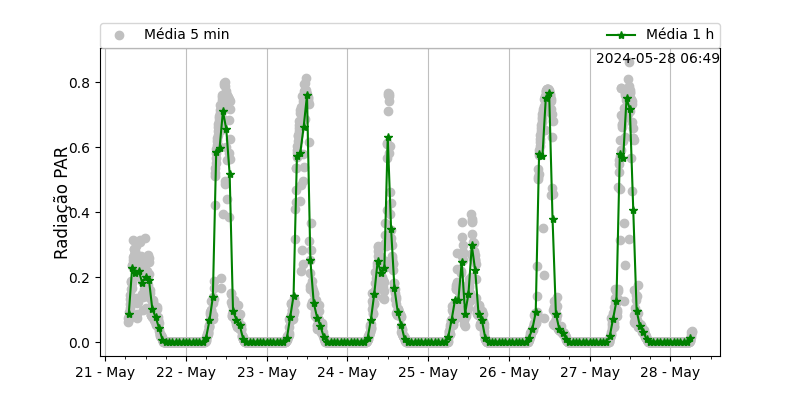 Média 5 min
Média 1 h
2024-05-28 06:49
Radiação PAR
0.8
0.6
0.4
0.2
0.0
21 - May
22 - May
23 - May
24 - May
25 - May
26 - May
27 - May
28 - May